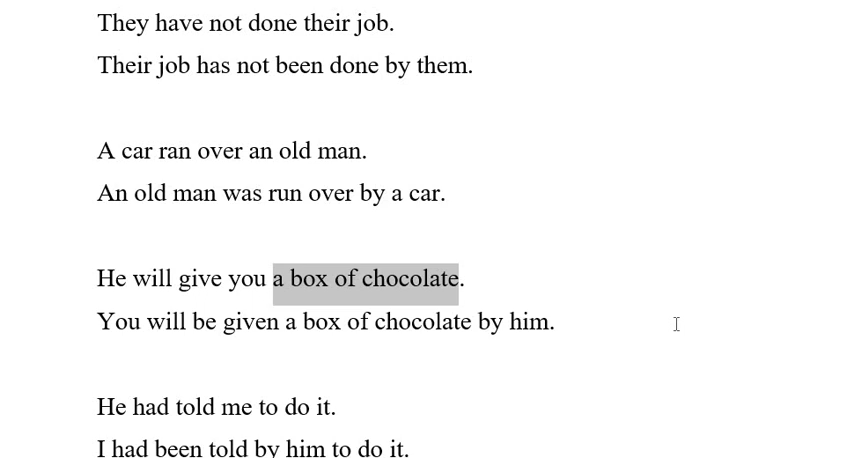 They have not done their job.
Their job has not been done by them.
A car ran over an old man.
An old man was run over by a car.
He will give you a box of chocolate.
You will be given a box of chocolate by him.
He had told me to do it.
I had been told by him to do it.